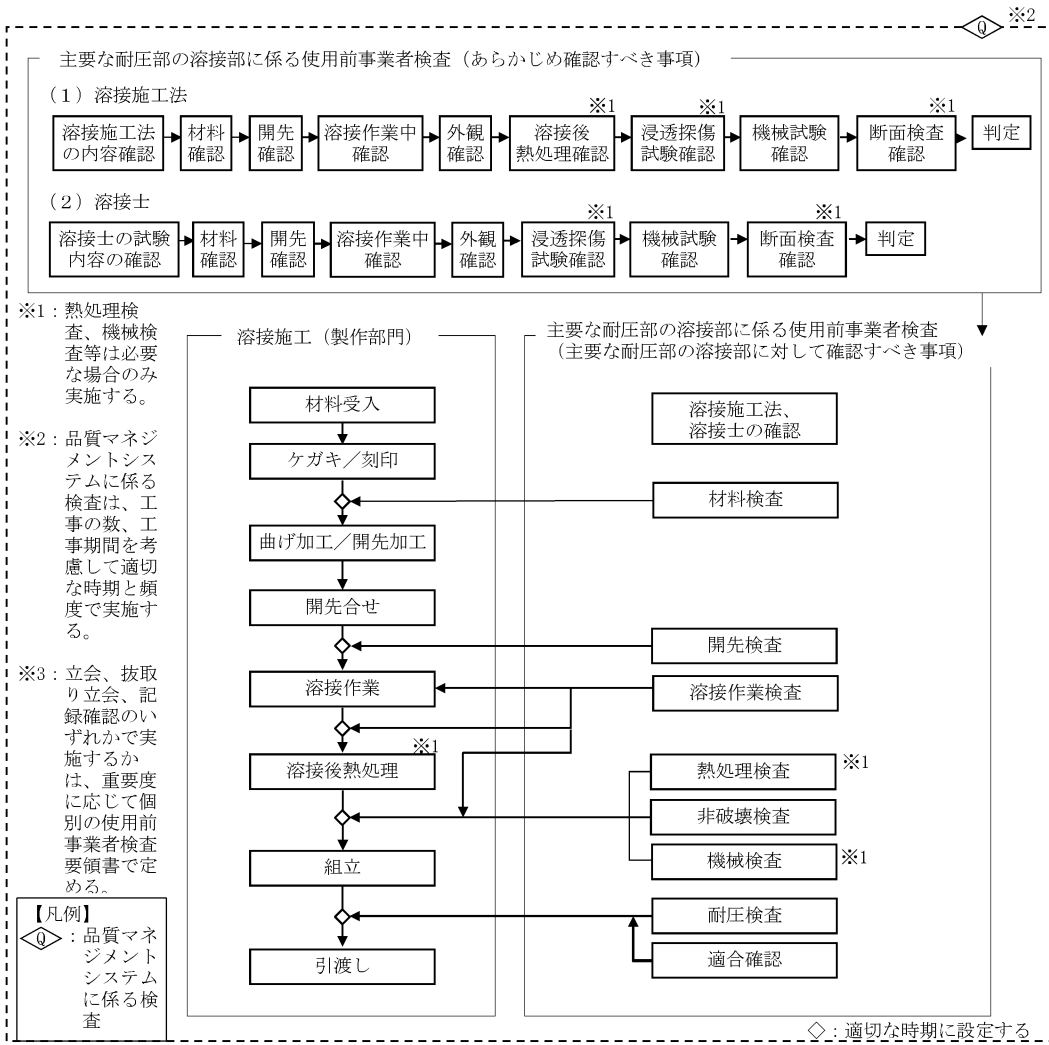 Q ※2
主要な耐圧部の溶接部に係る使用前事業者検査（あらかじめ確認すべき事項）
（１）溶接施工法
溶接施工法
の内容確認
材料
確認
開先
確認
溶接作業中
確認
外観
確認
※1
溶接後
熱処理確認
※1
浸透探傷
試験確認
機械試験
確認
※1
断面検査
確認
判定
（２）溶接士
溶接士の試験
内容の確認
材料
確認
開先
確認
溶接作業中
確認
外観
確認
※1
浸透探傷
試験確認
機械試験
確認
※1
断面検査
確認
判定
※1：熱処理検
査、機械検
査等は必要
な場合のみ
実施する。
※2：品質マネジ
メントシス
テムに係る
検査は、工
事の数、工
事期間を考
慮して適切
な時期と頻
度で実施す
る。
※3：立会、抜取
り立会、記
録確認のい
ずれかで実
施するか
は、重要度
に応じて個
別の使用前
事業者検査
要領書で定
める。
【凡例】
Q：品質マネ
ジメント
システム
に係る検
査
溶接施工（製作部門）
材料受入
ケガキ／刻印
曲げ加工／開先加工
開先合せ
溶接作業
※1
溶接後熱処理
組立
引渡し
主要な耐圧部の溶接部に係る使用前事業者検査
（主要な耐圧部の溶接部に対して確認すべき事項）
溶接施工法、
溶接士の確認
材料検査
開先検査
溶接作業検査
熱処理検査 ※1
非破壊検査
機械検査 ※1
耐圧検査
適合確認
◇：適切な時期に設定する